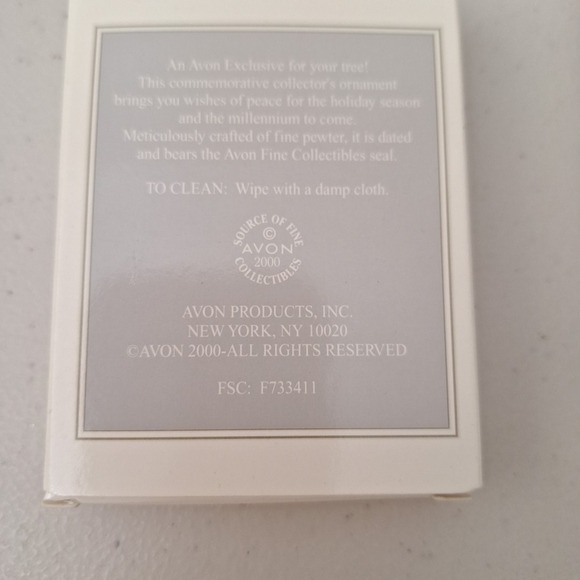 An Avon Exclusive for your tree!
This commemorative collector's ornament
brings you wishes of peace for the holiday season
and the millennium to come.
Meticulously crafted of fine pewter, it is dated
and bears the Avon Fine Collectibles seal.
TO CLEAN: Wipe with a damp cloth.
SOURCE OF FINE
©
AVON
2000
COLLECTIBLES
AVON PRODUCTS, INC.
NEW YORK, NY 10020
©AVON 2000-ALL RIGHTS RESERVED
FSC: F733411